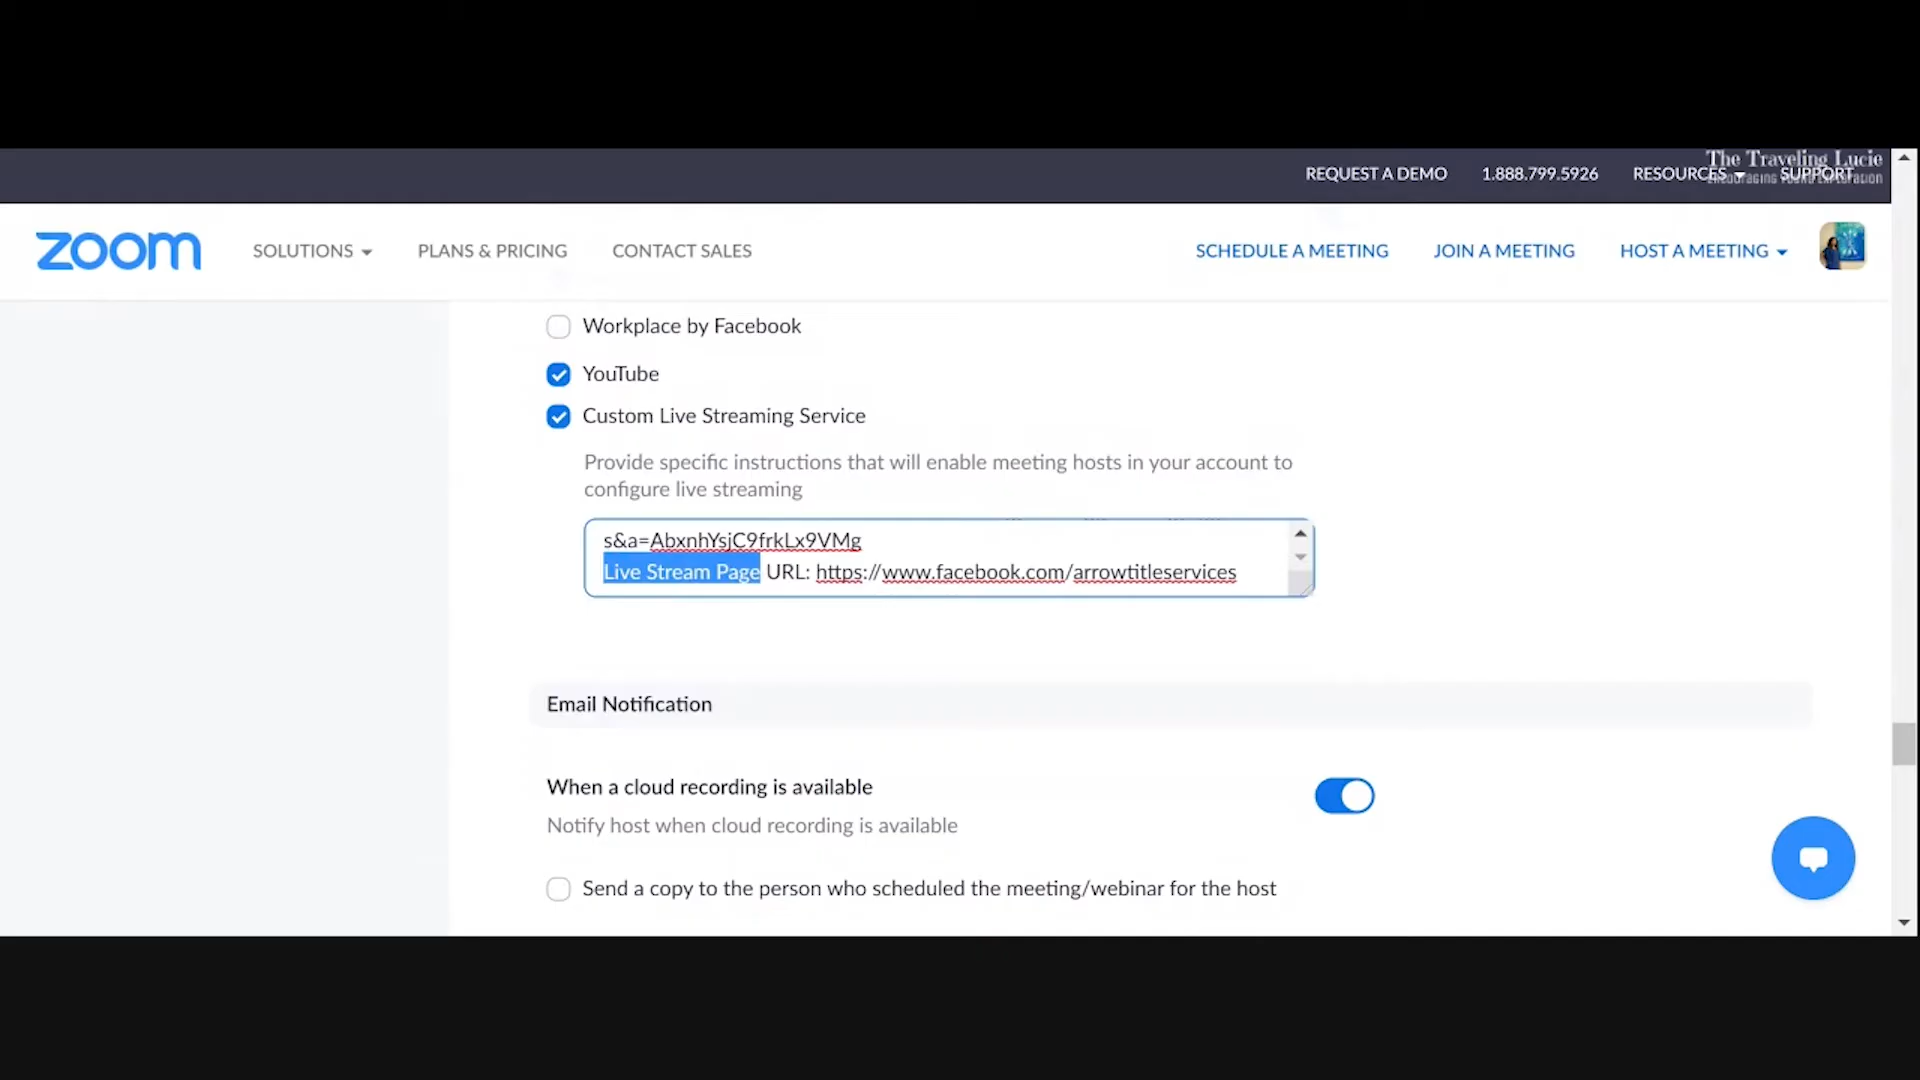 The Traveling Lucie
REQUEST A DEMO 1.888.799.5926 RESOURCES SUPPORT
zoom SOLUTIONS PLANS & PRICING CONTACT SALES SCHEDULE A MEETING JOIN A MEETING HOST A MEETING
Workplace by Facebook
YouTube
Custom Live Streaming Service
Provide specific instructions that will enable meeting hosts in your account to
configure live streaming
s&a=AbxnhYsjC9frkLx9VMg
Live Stream Page URL: https://www.facebook.com/arrowtitleservices
Email Notification
When a cloud recording is available
Notify host when cloud recording is available
Send a copy to the person who scheduled the meeting/webinar for the host